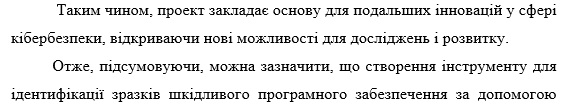 Таким чином, проект закладає основу для подальших інновацій у сфері
кібербезпеки, відкриваючи нові можливості для досліджень і розвитку.
Отже, підсумовуючи, можна зазначити, що створення інструменту для
ідентифікації зразків шкідливого програмного забезпечення за допомогою